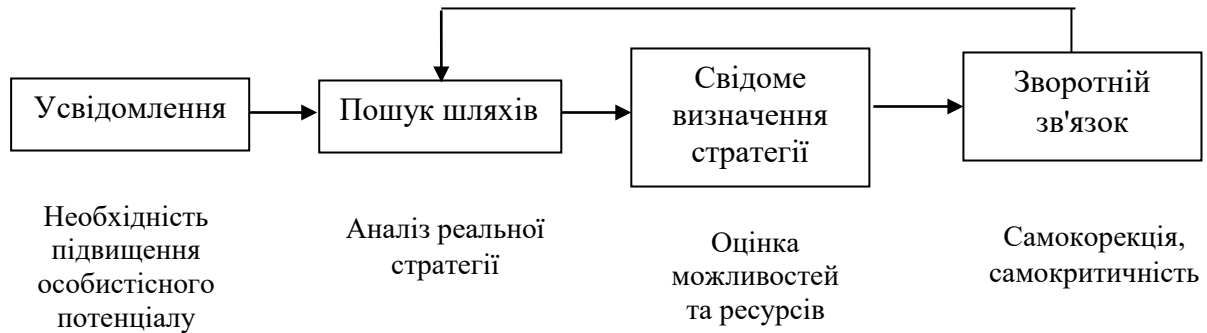 Усвідомлення
Пошук шляхів
Свідоме
визначення
стратегії
Зворотній
зв'язок
Необхідність
підвищення
особистісного
потенціалу
Аналіз реальної
стратегії
Оцінка
можливостей
та ресурсів
Самокорекція,
самокритичність